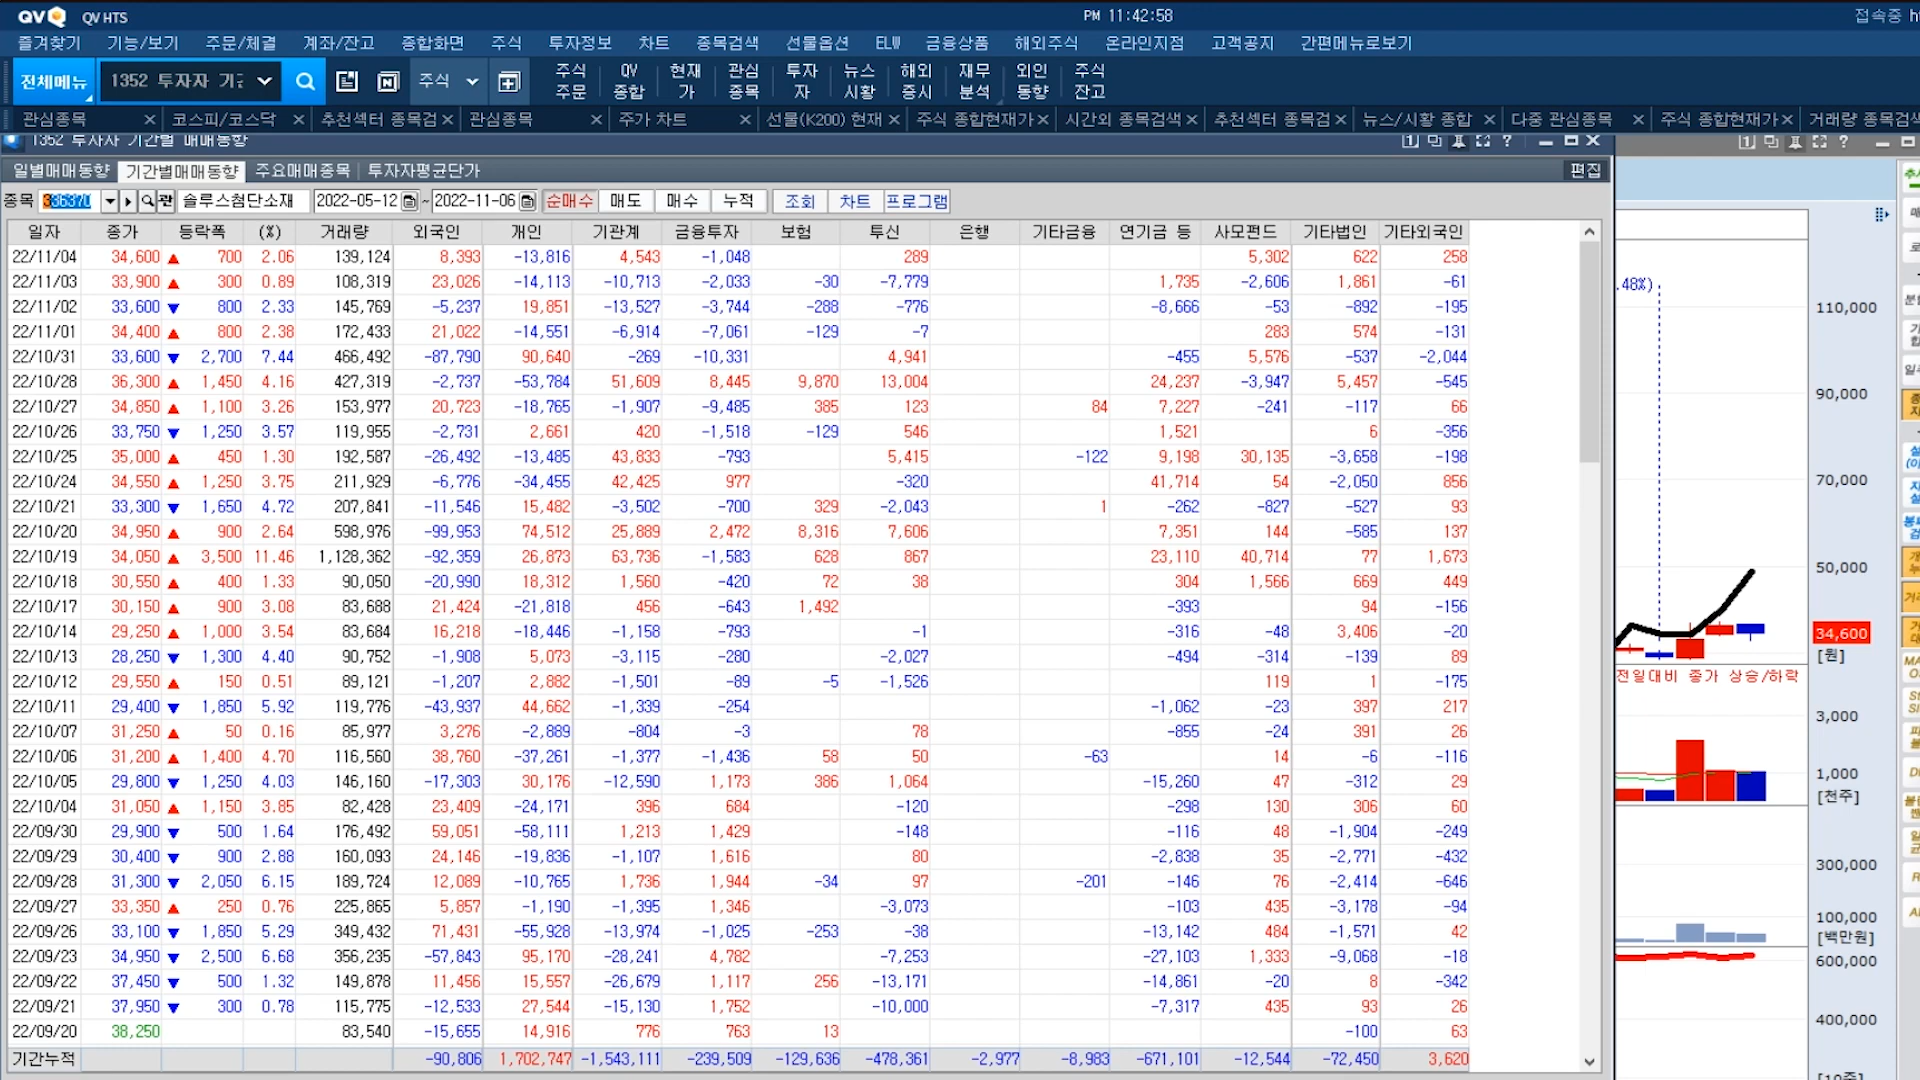 QV QV HTS PM 11:42:58 접속중
즐겨찾기 기능/보기 주문/체결 계좌/잔고 종합화면 주식 투자정보 차트 종목검색 선물옵션 ELW 금융상품 해외주식 온라인지점 고객공지 간편메뉴로보기
전체메뉴 1352 투자자 기간 주식 주식 주문 QV 종합 현재 가 관심 종목 투자 자 뉴스 시황 해외 증시 재무 분석 외인 동향 주식 잔고
관심종목 × 코스피/코스닥 × 추천섹터 종목검 × 관심종목 × 주가 차트 × 선물(K200) 현재 × 주식 종합현재가 × 시간외 종목검색 × 추천섹터 종목검 × 뉴스/시황 종합 × 다중 관심종목 × 주식 종합현재가 × 거래량 종목검색
1352 투자자 기간별 매매동향
일별매매동향 기간별매매동향 주요매매종목 투자자평균단가 편집
종목 336370 관 솔루스첨단소재 2022-05-12 ~ 2022-11-06 순매수 매도 매수 누적 조회 차트 프로그램
일자 종가 등락폭 (%) 거래량 외국인 개인 기관계 금융투자 보험 투신 은행 기타금융 연기금 등 사모펀드 기타법인 기타외국인
22/11/04 34,600 ▲ 700 2.06 139,124 8,393 -13,816 4,543 -1,048 289 5,302 622 258
22/11/03 33,900 ▲ 300 0.89 108,319 23,026 -14,113 -10,713 -2,033 -30 -7,779 1,735 -2,606 1,861 -61
22/11/02 33,600 ▼ 800 2.33 145,769 -5,237 19,851 -13,527 -3,744 -288 -776 -8,666 -53 -892 -195
22/11/01 34,400 ▲ 800 2.38 172,433 21,022 -14,551 -6,914 -7,061 -129 -7 283 574 -131
22/10/31 33,600 ▼ 2,700 7.44 466,492 -87,790 90,640 -269 -10,331 4,941 -455 5,576 -537 -2,044
22/10/28 36,300 ▲ 1,450 4.16 427,319 -2,737 -53,784 51,609 8,445 9,870 13,004 24,237 -3,947 5,457 -545
22/10/27 34,850 ▲ 1,100 3.26 153,977 20,723 -18,765 -1,907 -9,485 385 123 84 7,227 -241 -117 66
22/10/26 33,750 ▼ 1,250 3.57 119,955 -2,731 2,661 420 -1,518 -129 546 1,521 6 -356
22/10/25 35,000 ▲ 450 1.30 192,587 -26,492 -13,485 43,833 -793 5,415 -122 9,198 30,135 -3,658 -198
22/10/24 34,550 ▲ 1,250 3.75 211,929 -6,776 -34,455 42,425 977 -320 41,714 54 -2,050 856
22/10/21 33,300 ▼ 1,650 4.72 207,841 -11,546 15,482 -3,502 -700 329 -2,043 1 -262 -827 -527 93
22/10/20 34,950 ▲ 900 2.64 598,976 -99,953 74,512 25,889 2,472 8,316 7,606 7,351 144 -585 137
22/10/19 34,050 ▲ 3,500 11.46 1,128,362 -92,359 26,873 63,736 -1,583 628 867 23,110 40,714 77 1,673
22/10/18 30,550 ▲ 400 1.33 90,050 -20,990 18,312 1,560 -420 72 38 304 1,566 669 449
22/10/17 30,150 ▲ 900 3.08 83,688 21,424 -21,818 456 -643 1,492 -393 94 -156
22/10/14 29,250 ▲ 1,000 3.54 83,684 16,218 -18,446 -1,158 -793 -1 -316 -48 3,406 -20
22/10/13 28,250 ▼ 1,300 4.40 90,752 -1,908 5,073 -3,115 -280 -2,027 -494 -314 -139 89
22/10/12 29,550 ▲ 150 0.51 89,121 -1,207 2,882 -1,501 -89 -5 -1,526 119 1 -175
22/10/11 29,400 ▼ 1,850 5.92 119,776 -43,937 44,662 -1,339 -254 -1,062 -23 397 217
22/10/07 31,250 ▲ 50 0.16 85,977 3,276 -2,889 -804 -3 78 -855 -24 391 26
22/10/06 31,200 ▲ 1,400 4.70 116,560 38,760 -37,261 -1,377 -1,436 58 50 -63 14 -6 -116
22/10/05 29,800 ▼ 1,250 4.03 146,160 -17,303 30,176 -12,590 1,173 386 1,064 -15,260 47 -312 29
22/10/04 31,050 ▲ 1,150 3.85 82,428 23,409 -24,171 396 684 -120 -298 130 306 60
22/09/30 29,900 ▼ 500 1.64 176,492 59,051 -58,111 1,213 1,429 -148 -116 48 -1,904 -249
22/09/29 30,400 ▼ 900 2.88 160,093 24,146 -19,836 -1,107 1,616 80 -2,838 35 -2,771 -432
22/09/28 31,300 ▼ 2,050 6.15 189,724 12,089 -10,765 1,736 1,944 -34 97 -201 -146 76 -2,414 -646
22/09/27 33,350 ▲ 250 0.76 225,865 5,857 -1,190 -1,395 1,346 -3,073 -103 435 -3,178 -94
22/09/26 33,100 ▼ 1,850 5.29 349,432 71,431 -55,928 -13,974 -1,025 -253 -38 -13,142 484 -1,571 42
22/09/23 34,950 ▼ 2,500 6.68 356,235 -57,843 95,170 -28,241 4,782 -7,253 -27,103 1,333 -9,068 -18
22/09/22 37,450 ▼ 500 1.32 149,878 11,456 15,557 -26,679 1,117 256 -13,171 -14,861 -20 8 -342
22/09/21 37,950 ▼ 300 0.78 115,775 -12,533 27,544 -15,130 1,752 -10,000 -7,317 435 93 26
22/09/20 38,250 83,540 -15,655 14,916 776 763 13 -100 63
기간누적 -90,806 1,702,747 -1,543,111 -239,509 -129,636 -478,361 -2,977 -8,983 -671,101 -12,544 -72,450 3,620
.48%)
110,000
90,000
70,000
50,000
34,600
[원]
전일대비 종가 상승/하락
3,000
1,000
[천주]
300,000
100,000
[백만원]
600,000
400,000